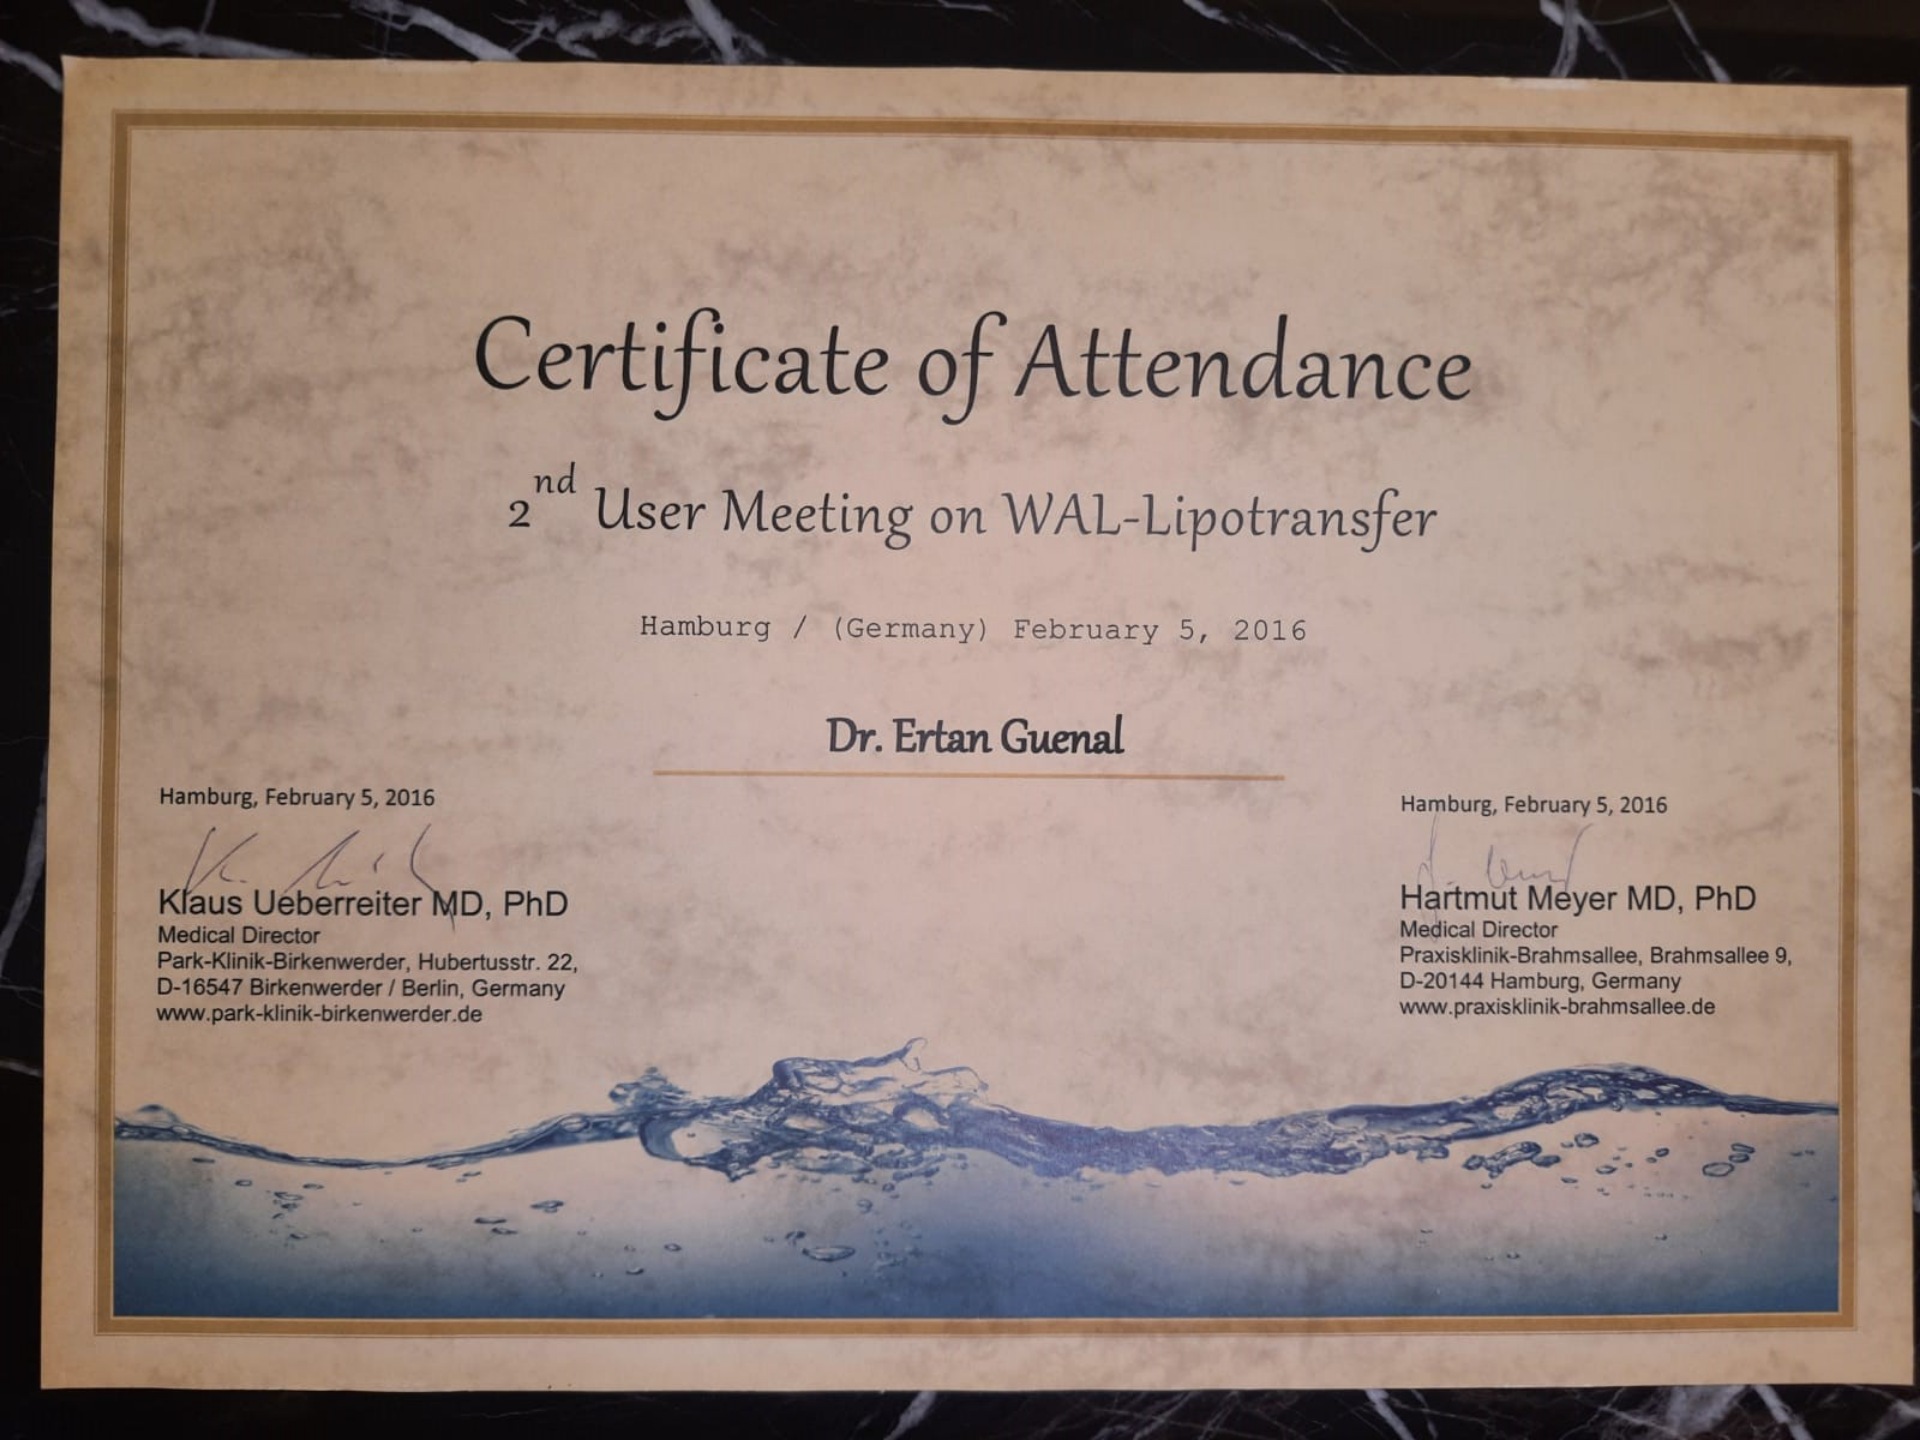 Certificate of Attendance
2nd User Meeting on WAL-Lipotransfer
Hamburg / (Germany) February 5, 2016
Dr. Ertan Guenal
Hamburg, February 5, 2016
Klaus Ueberreiter MD, PhD
Medical Director
Park-Klinik-Birkenwerder, Hubertusstr. 22,
D-16547 Birkenwerder / Berlin, Germany
www.park-klinik-birkenwerder.de
Hamburg, February 5, 2016
Hartmut Meyer MD, PhD
Medical Director
Praxisklinik-Brahmsallee, Brahmsallee 9,
D-20144 Hamburg, Germany
www.praxisklinik-brahmsallee.de